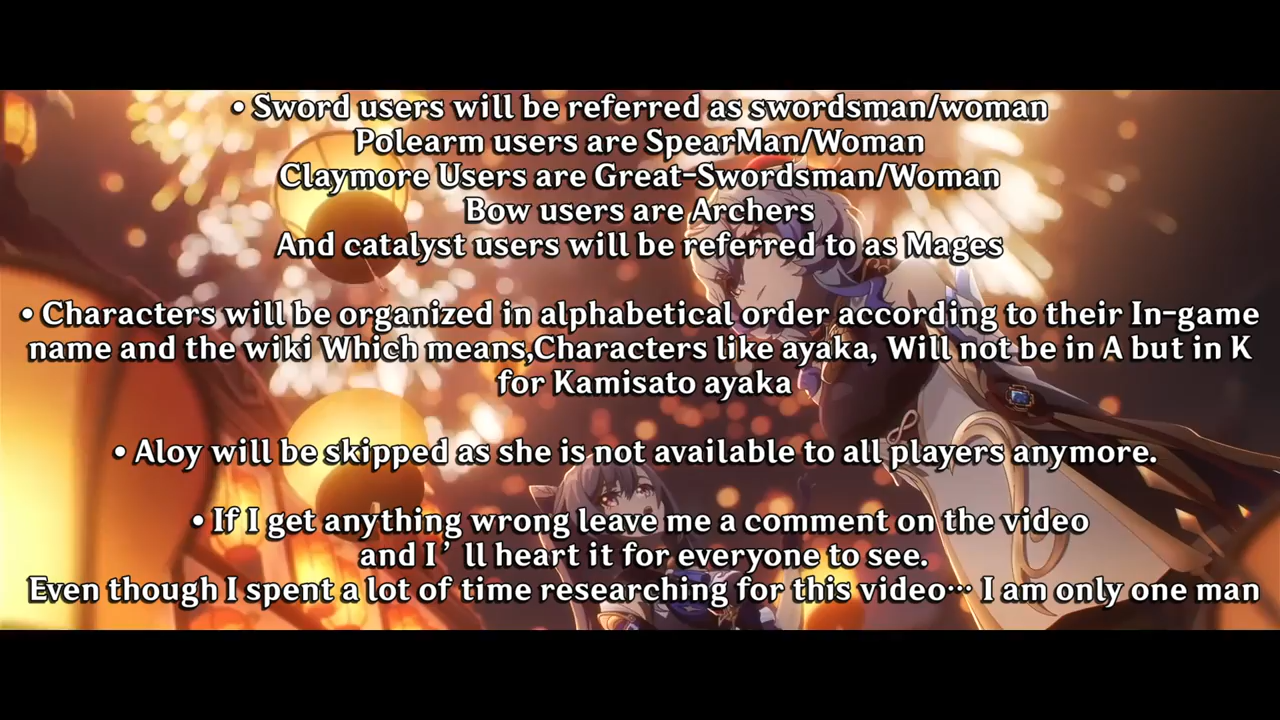 • Sword users will be referred as swordsman/woman
Polearm users are SpearMan/Woman
Claymore Users are Great-Swordsman/Woman
Bow users are Archers
And catalyst users will be referred to as Mages
• Characters will be organized in alphabetical order according to their In-game
name and the wiki Which means,Characters like ayaka, Will not be in A but in K
for Kamisato ayaka
• Aloy will be skipped as she is not available to all players anymore.
• If I get anything wrong leave me a comment on the video
and I’ll heart it for everyone to see.
Even though I spent a lot of time researching for this video… I am only one man